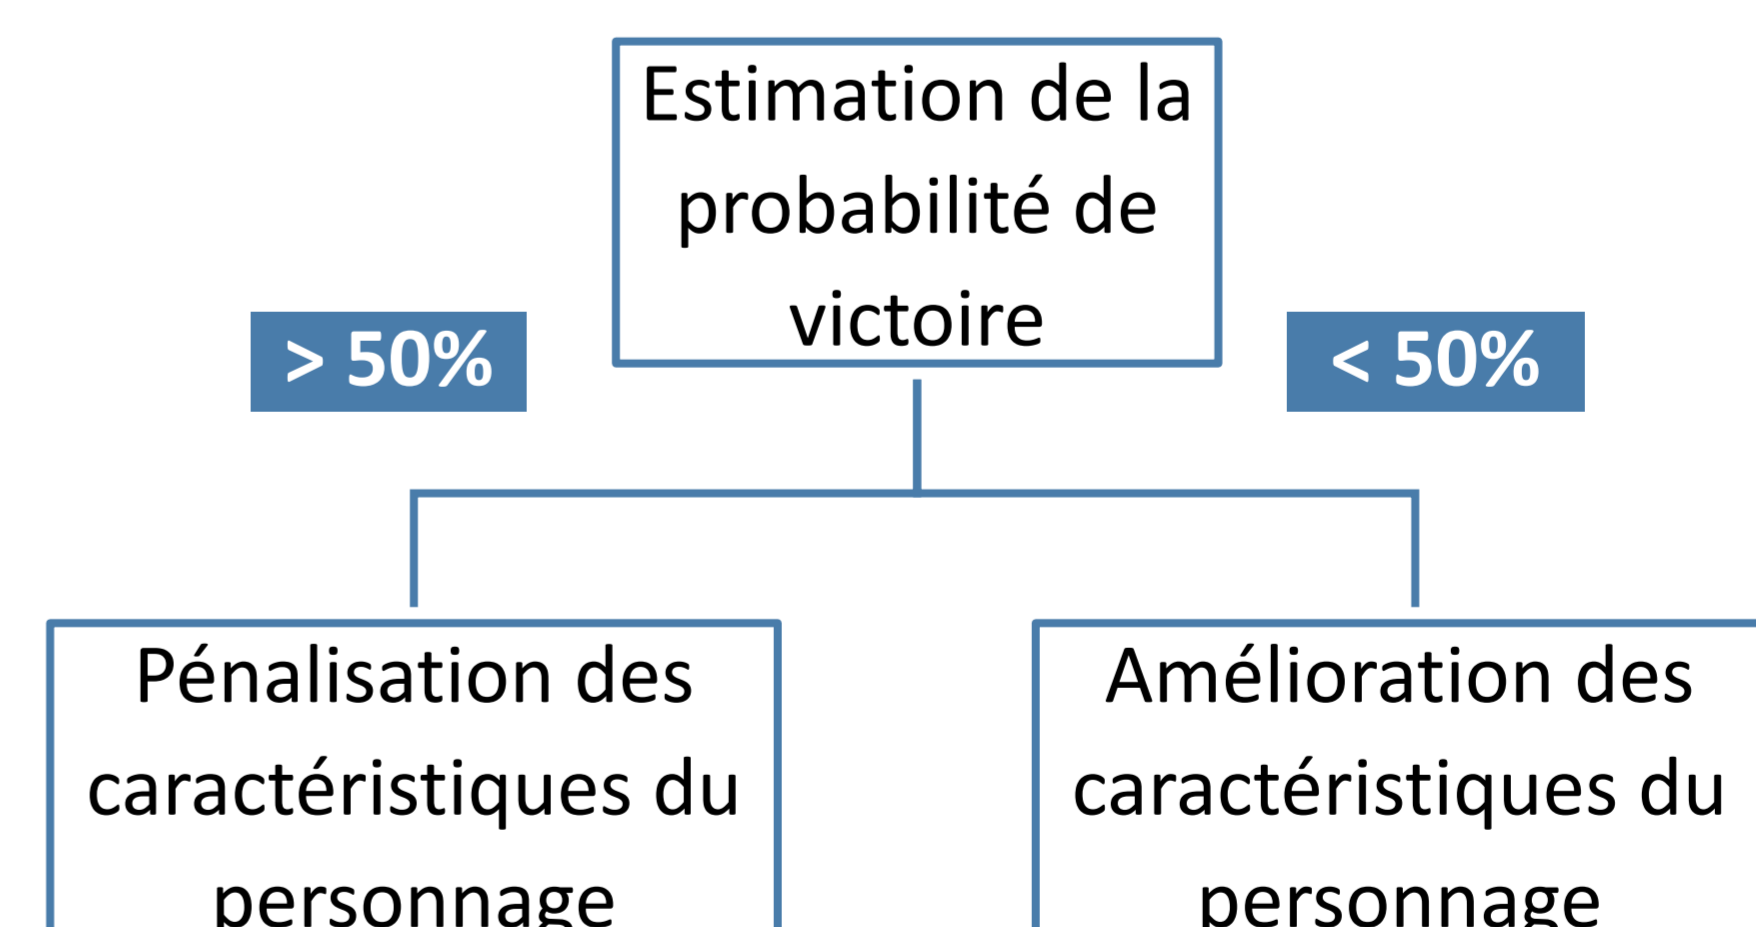 Estimation de la
probabilité de
victoire
> 50%
< 50%
Pénalisation des
caractéristiques du
personnage
Amélioration des
caractéristiques du
personnage